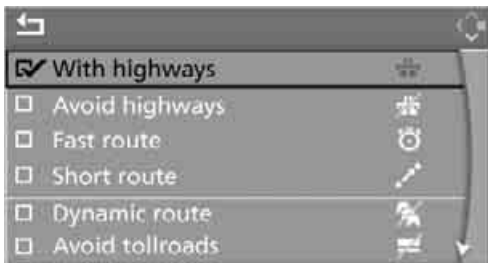 With highways
Avoid highways
Fast route
Short route
Dynamic route
Avoid tollroads